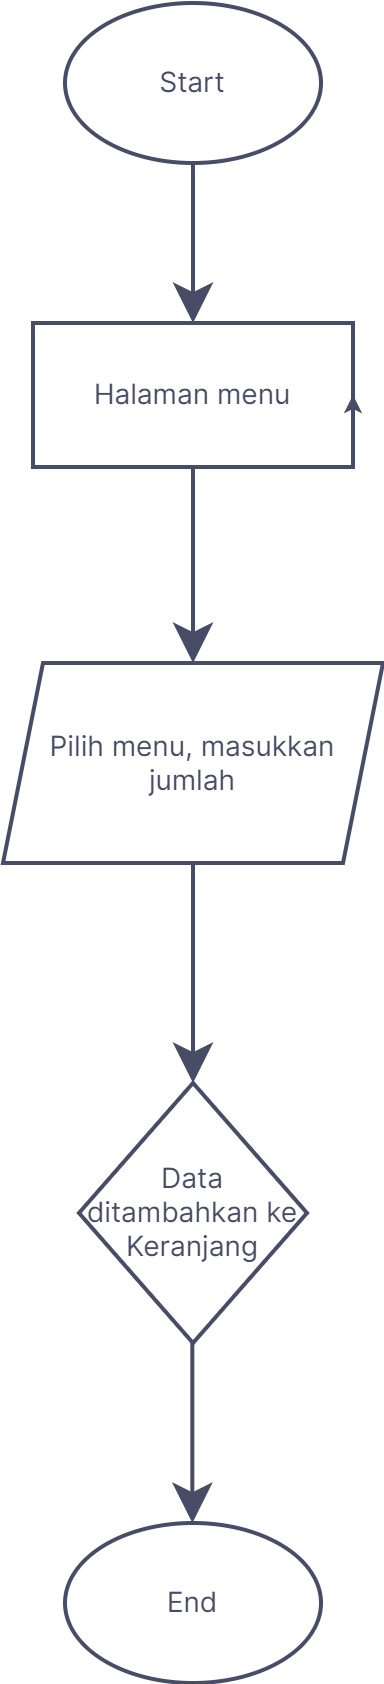 Start
Halaman menu
Pilih menu, masukkan
jumlah
Data
ditambahkan ke
Keranjang
End